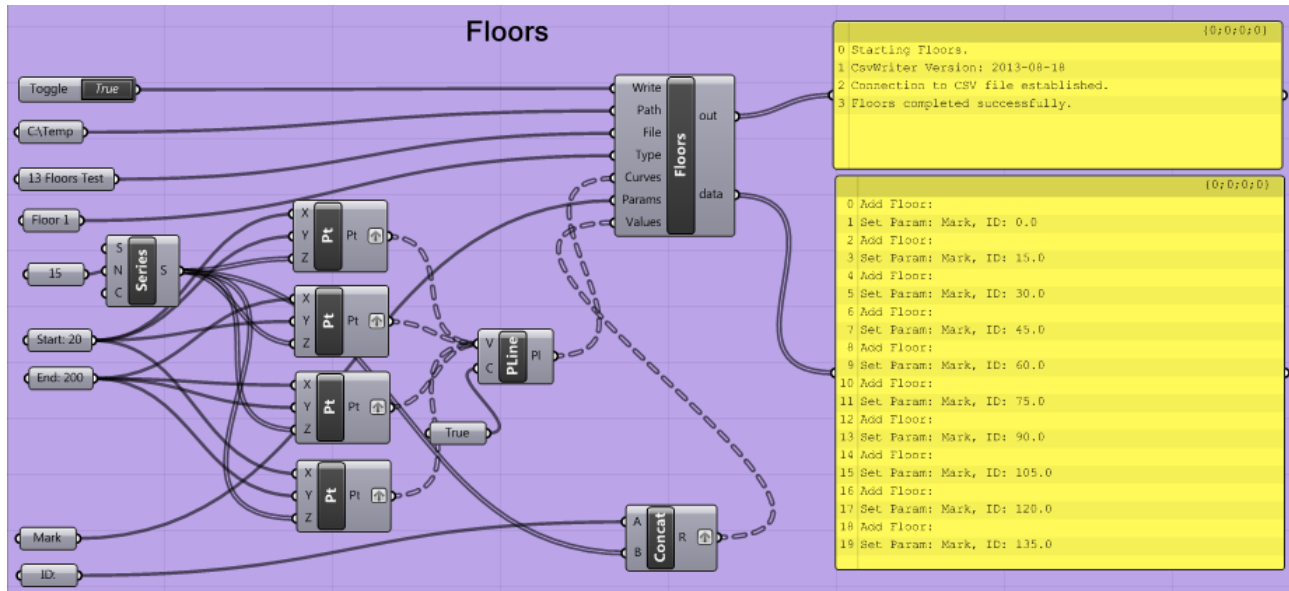 Floors
Toggle True
C:\Temp
13 Floors Test
Floor 1
15
Start: 20
End: 200
Mark
ID:
S
N
C
Series
S
X
Y
Z
Pt
Pt
X
Y
Z
Pt
Pt
X
Y
Z
Pt
Pt
X
Y
Z
Pt
Pt
V
C
PLine
Pl
True
A
B
Concat
R
Write
Path
File
Type
Curves
Params
Values
Floors
out
data
{0;0;0;0}
0 Starting Floors.
1 CsvWriter Version: 2013-08-18
2 Connection to CSV file established.
3 Floors completed successfully.
{0;0;0;0}
0 Add Floor:
1 Set Param: Mark, ID: 0.0
2 Add Floor:
3 Set Param: Mark, ID: 15.0
4 Add Floor:
5 Set Param: Mark, ID: 30.0
6 Add Floor:
7 Set Param: Mark, ID: 45.0
8 Add Floor:
9 Set Param: Mark, ID: 60.0
10 Add Floor:
11 Set Param: Mark, ID: 75.0
12 Add Floor:
13 Set Param: Mark, ID: 90.0
14 Add Floor:
15 Set Param: Mark, ID: 105.0
16 Add Floor:
17 Set Param: Mark, ID: 120.0
18 Add Floor:
19 Set Param: Mark, ID: 135.0